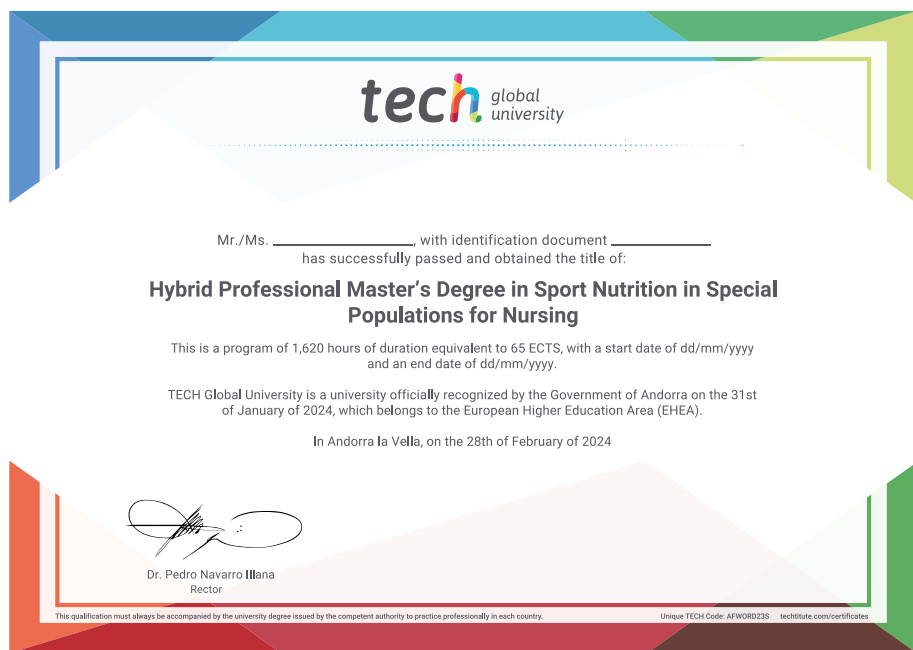 tech global university
Mr./Ms. ____________________, with identification document ______________
has successfully passed and obtained the title of:
Hybrid Professional Master's Degree in Sport Nutrition in Special
Populations for Nursing
This is a program of 1,620 hours of duration equivalent to 65 ECTS, with a start date of dd/mm/yyyy
and an end date of dd/mm/yyyy.
TECH Global University is a university officially recognized by the Government of Andorra on the 31st
of January of 2024, which belongs to the European Higher Education Area (EHEA).
In Andorra la Vella, on the 28th of February of 2024
Dr. Pedro Navarro Illana
Rector
This qualification must always be accompanied by the university degree issued by the competent authority to practice professionally in each country.
Unique TECH Code: AFWORD23S techtitute.com/certificates